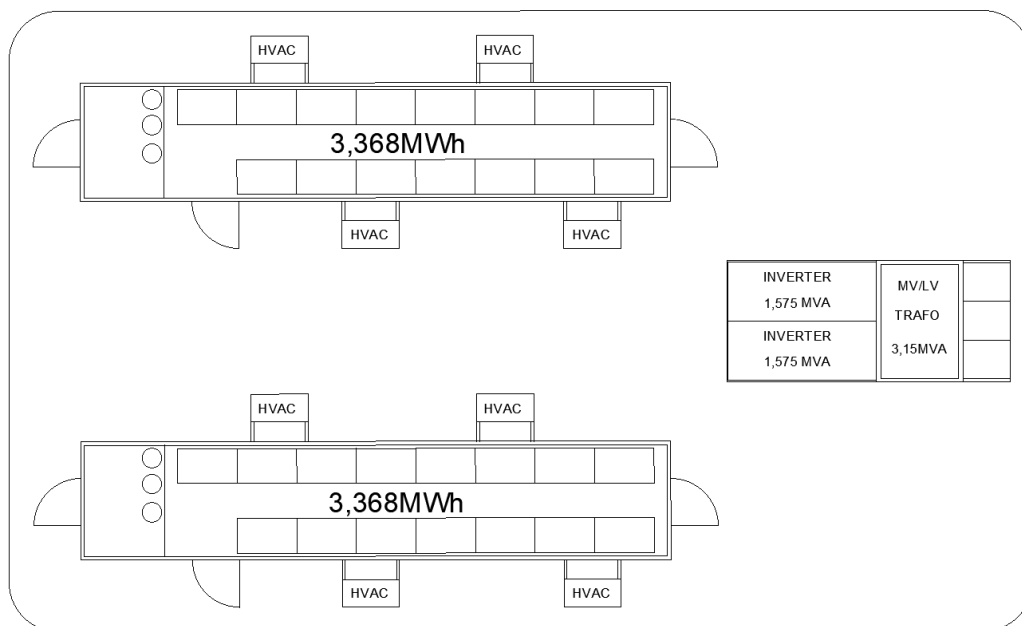 HVAC
HVAC
3,368MWh
HVAC
HVAC
INVERTER
1,575 MVA
INVERTER
1,575 MVA
MV/LV
TRAFO
3,15MVA
HVAC
HVAC
3,368MWh
HVAC
HVAC